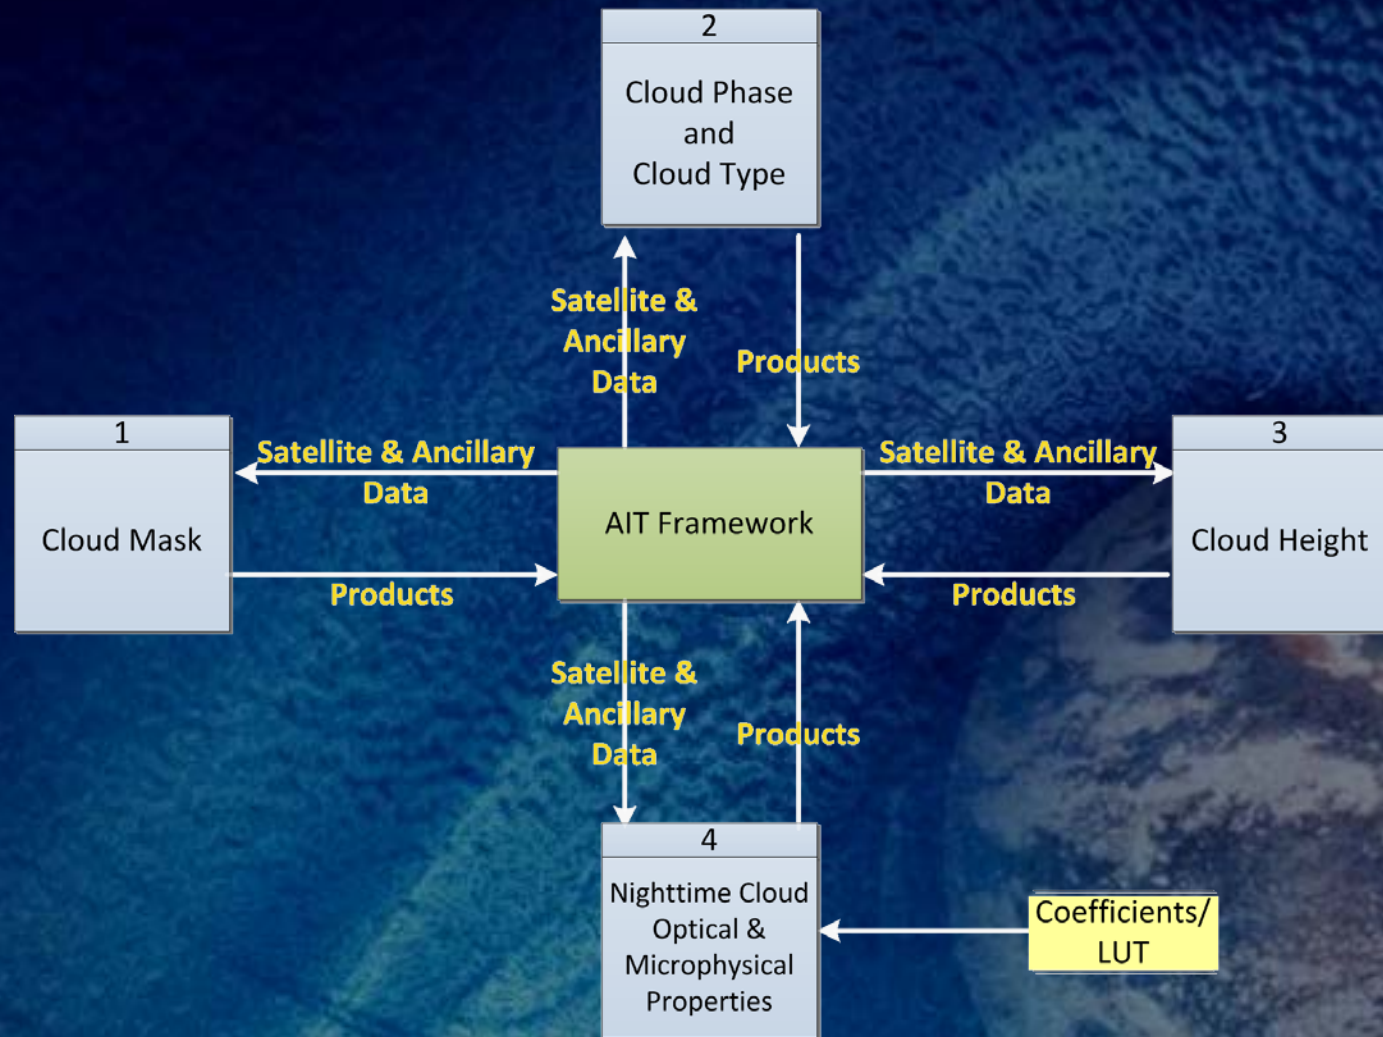 2
Cloud Phase
and
Cloud Type
Satellite &
Ancillary
Data
Products
1
Cloud Mask
Satellite & Ancillary
Data
Products
AIT Framework
Satellite & Ancillary
Data
Products
3
Cloud Height
Satellite &
Ancillary
Data
Products
4
Nighttime Cloud
Optical &
Microphysical
Properties
Coefficients/
LUT